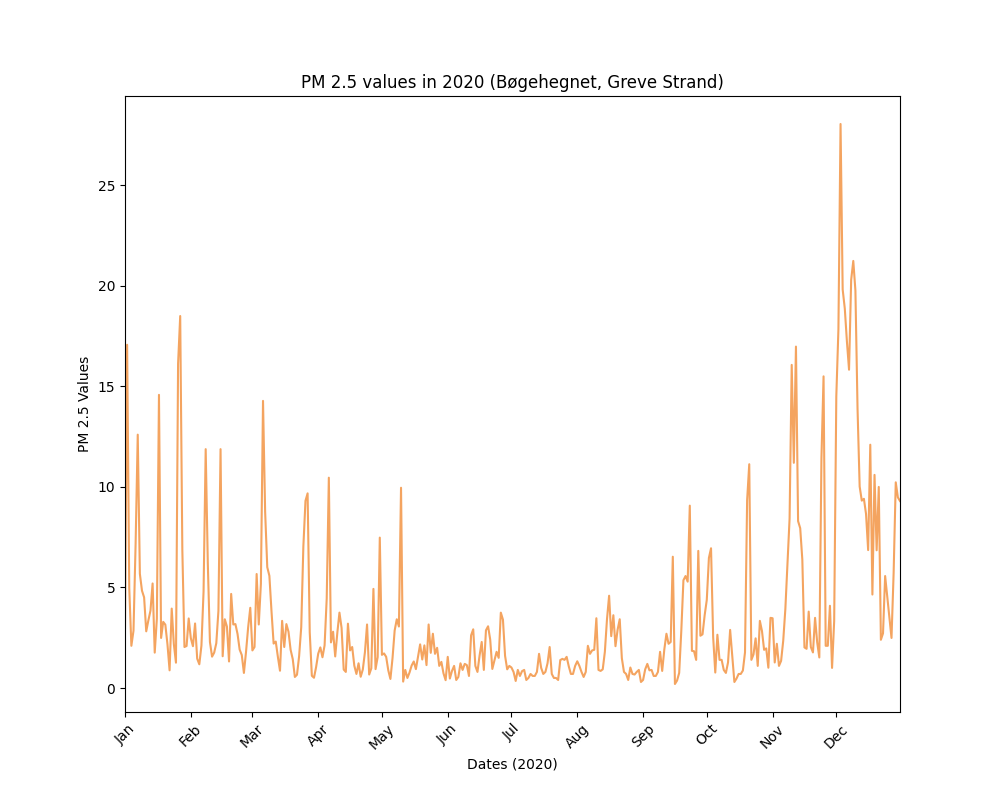 PM 2.5 values in 2020 (Bøgehegnet, Greve Strand)
25
20
15
10
5
0
PM 2.5 Values
Jan
Feb
Mar
Apr
May
Jun
Jul
Aug
Sep
Oct
Nov
Dec
Dates (2020)